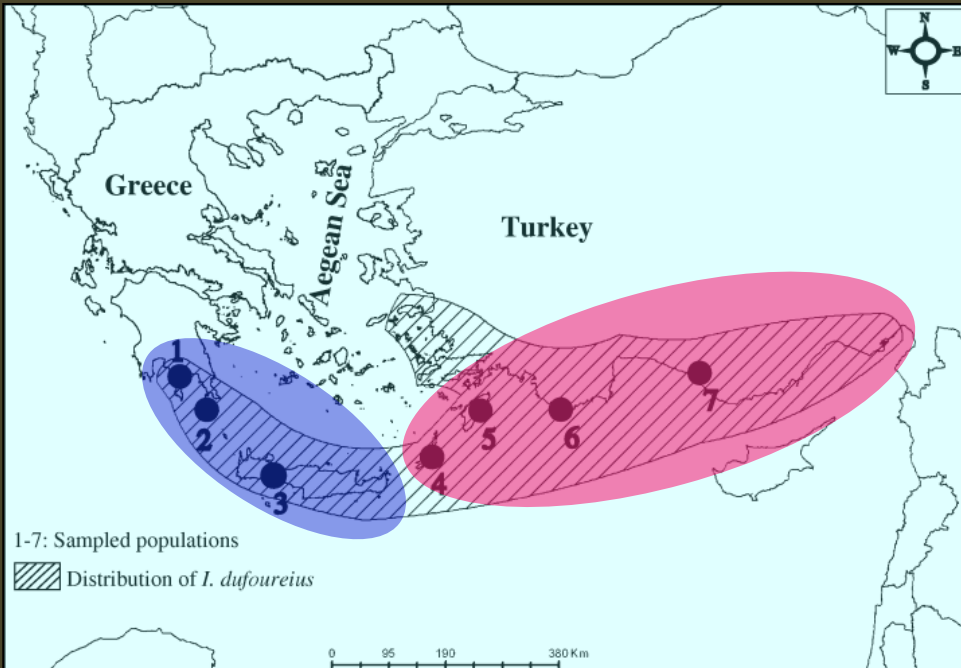 N
W E
S
Greece
Aegean Sea
Turkey
1
2
3
4
5
6
7
1-7: Sampled populations
Distribution of I. dufoureius
0 95 190 380 Km